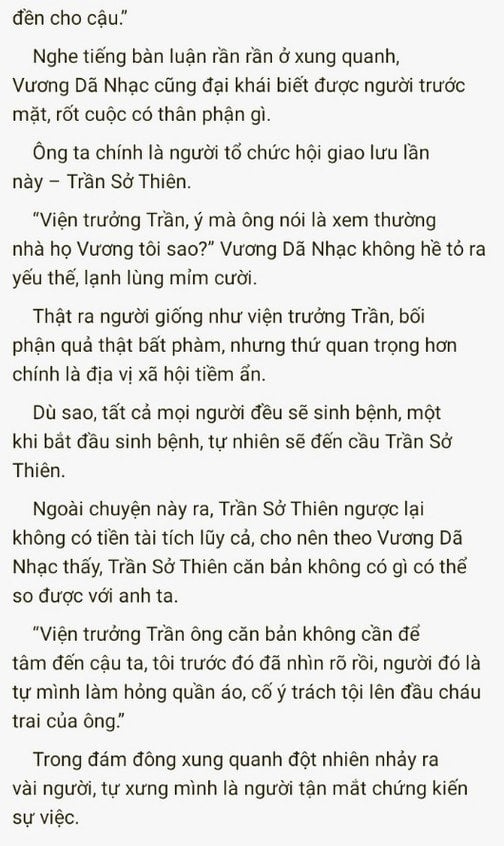 đền cho cậu.”
Nghe tiếng bàn luận rần rần ở xung quanh,
Vương Dã Nhạc cũng đại khái biết được người trước
mặt, rốt cuộc có thân phận gì.
Ông ta chính là người tổ chức hội giao lưu lần
này – Trần Sở Thiên.
“Viện trưởng Trần, ý mà ông nói là xem thường
nhà họ Vương tôi sao?” Vương Dã Nhạc không hề tỏ ra
yếu thế, lạnh lùng mỉm cười.
Thật ra người giống như viện trưởng Trần, bối
phận quả thật bất phàm, nhưng thứ quan trọng hơn
chính là địa vị xã hội tiềm ẩn.
Dù sao, tất cả mọi người đều sẽ sinh bệnh, một
khi bắt đầu sinh bệnh, tự nhiên sẽ đến cầu Trần Sở
Thiên.
Ngoài chuyện này ra, Trần Sở Thiên ngược lại
không có tiền tài tích lũy cả, cho nên theo Vương Dã
Nhạc thấy, Trần Sở Thiên căn bản không có gì có thể
so được với anh ta.
“Viện trưởng Trần ông căn bản không cần để
tâm đến cậu ta, tôi trước đó đã nhìn rõ rồi, người đó là
tự mình làm hỏng quần áo, cố ý trách tội lên đầu cháu
trai của ông.”
Trong đám đông xung quanh đột nhiên nhảy ra
vài người, tự xưng mình là người tận mắt chứng kiến
sự việc.